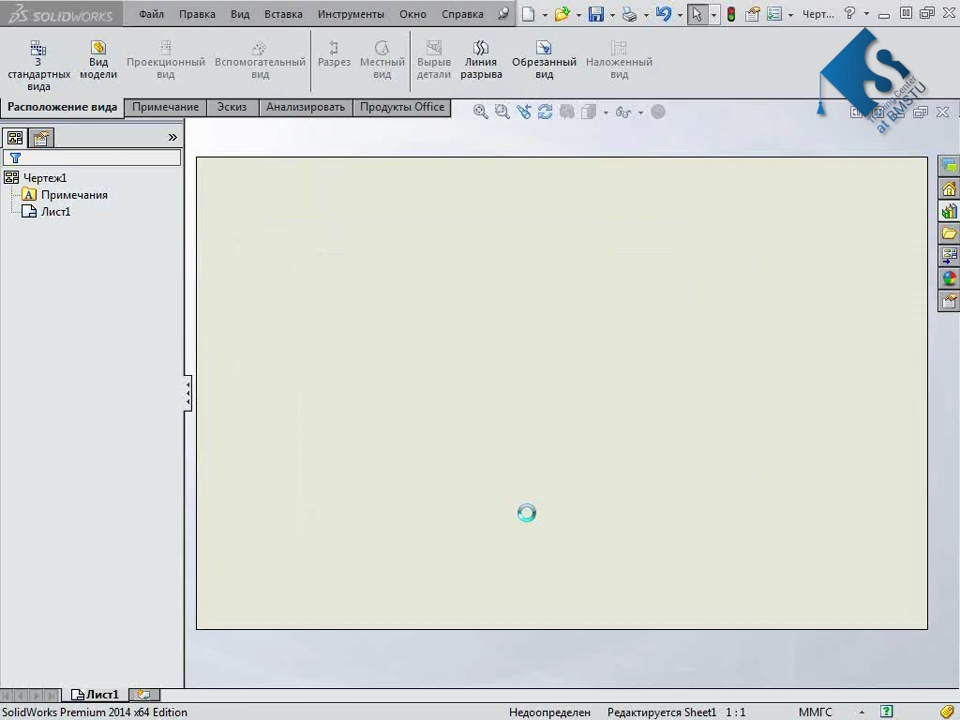 SOLIDWORKS Файл Правка Вид Вставка Инструменты Окно Справка Черт... ?
3 стандартных вида
Вид модели
Проекционный вид
Вспомогательный вид
Разрез
Местный вид
Вырыв детали
Линия разрыва
Обрезанный вид
Наложенный вид
Training Center
at BMSTU
Расположение вида Примечание Эскиз Анализировать Продукты Office
Чертеж1
A Примечания
Лист1
Лист1
SolidWorks Premium 2014 x64 Edition Недоопределен Редактируется Sheet1 1 : 1 ММГС ?